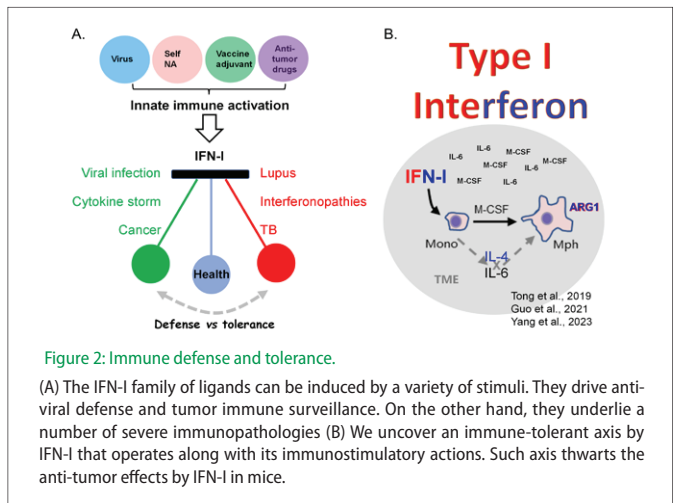 A.
Virus
Self
NA
Vaccine
adjuvant
Anti-
tumor
drugs
Innate immune activation
IFN-I
Viral infection
Cytokine storm
Cancer
Lupus
Interferonopathies
TB
Health
Defense vs tolerance
B.
Type I
Interferon
IL-6
M-CSF
IL-6
M-CSF
IL-6
M-CSF
IL-6
IFN-I
M-CSF
ARG1
Mono
Mph
IL-4
IL-6
TME
Tong et al., 2019
Guo et al., 2021
Yang et al., 2023
Figure 2: Immune defense and tolerance.
(A) The IFN-I family of ligands can be induced by a variety of stimuli. They drive anti-
viral defense and tumor immune surveillance. On the other hand, they underlie a
number of severe immunopathologies (B) We uncover an immune-tolerant axis by
IFN-I that operates along with its immunostimulatory actions. Such axis thwarts the
anti-tumor effects by IFN-I in mice.